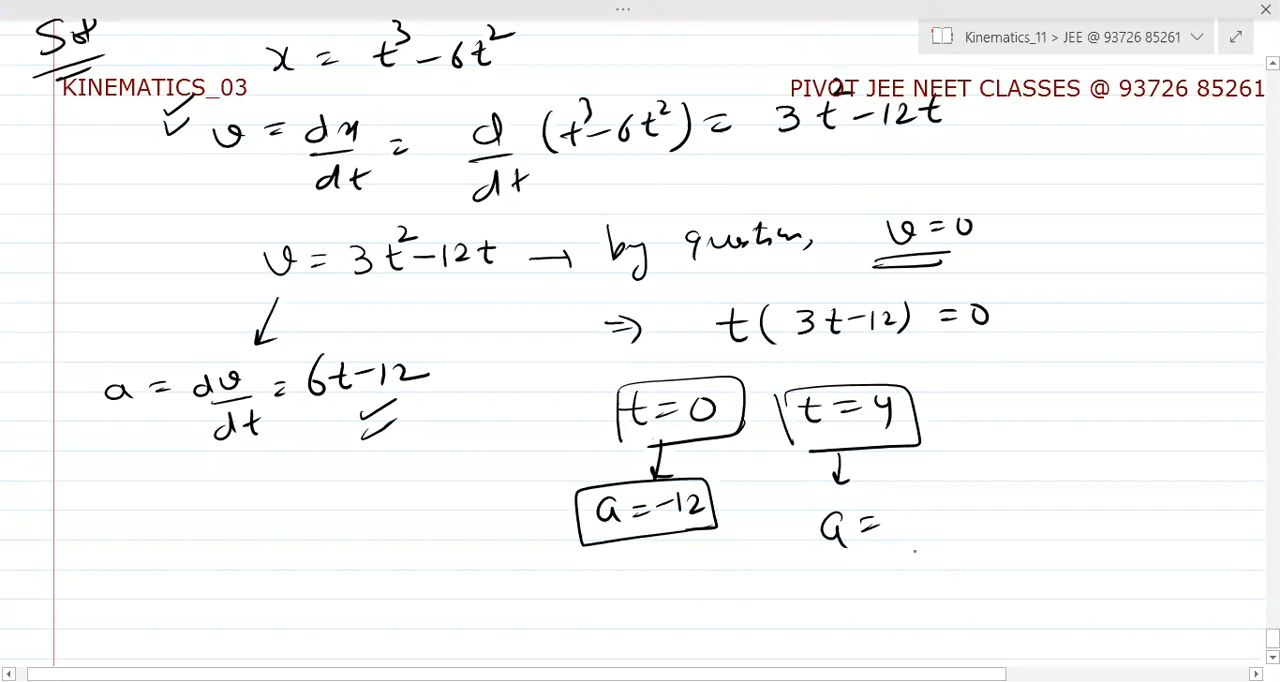 ...
Kinematics_11 > JEE @ 93726 85261
Sol
x = t³ - 6t²
KINEMATICS_03
PIVOT JEE NEET CLASSES @ 93726 85261
v = dx/dt = d/dt (t³ - 6t²) = 3t² - 12t
v = 3t² - 12t → by question, v = 0
⇒ t(3t - 12) = 0
a = dv/dt = 6t - 12
t = 0 t = 4
a = -12 a =